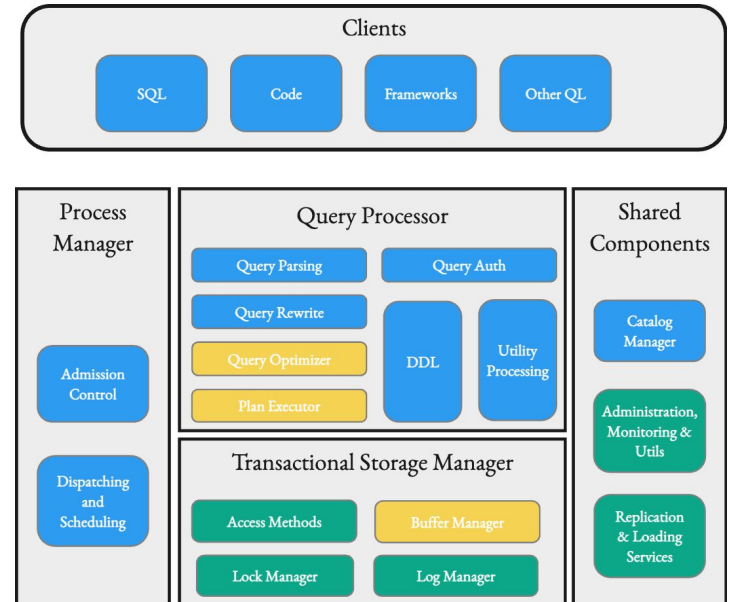 Clients
SQL
Code
Frameworks
Other QL
Process
Manager
Admission
Control
Dispatching
and
Scheduling
Query Processor
Query Parsing
Query Auth
Query Rewrite
Query Optimizer
Plan Executor
DDL
Utility
Processing
Transactional Storage Manager
Access Methods
Buffer Manager
Lock Manager
Log Manager
Shared
Components
Catalog
Manager
Administration,
Monitoring &
Utils
Replication
& Loading
Services